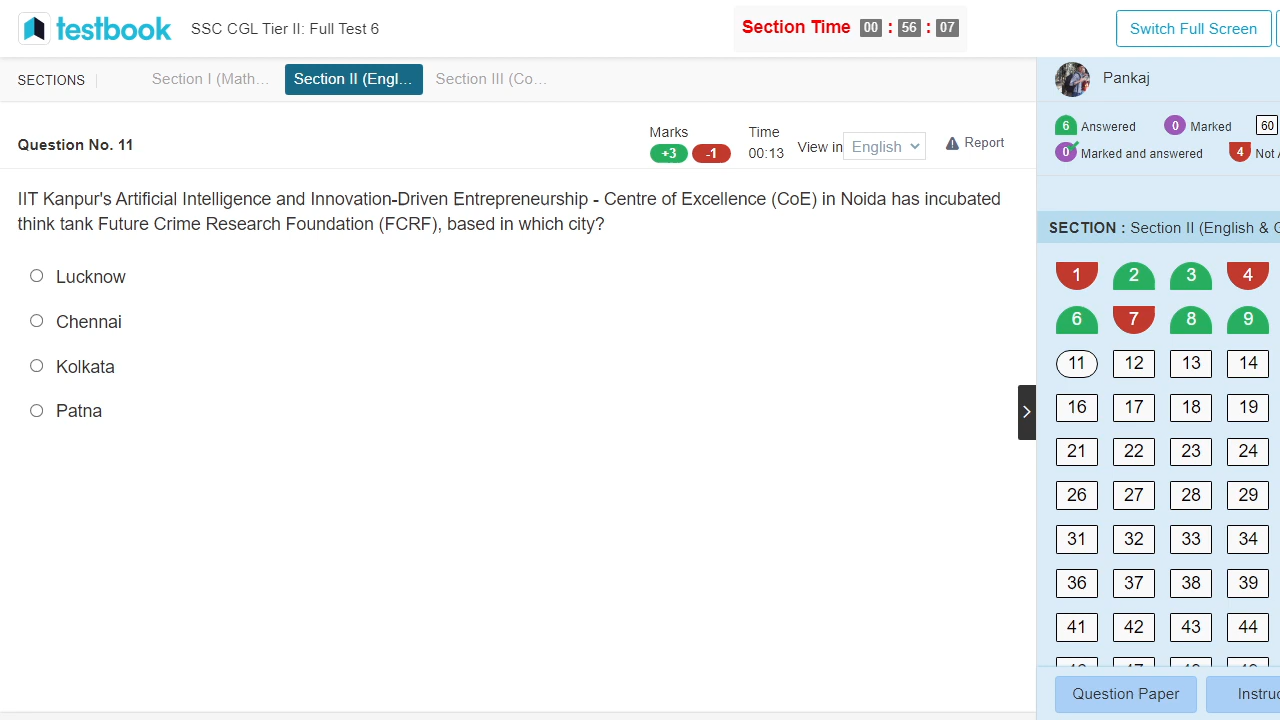 testbook SSC CGL Tier II: Full Test 6 Section Time 00 : 56 : 07 Switch Full Screen
SECTIONS Section I (Math... Section II (Engl... Section III (Co... Pankaj
6 Answered 0 Marked 60
0 Marked and answered 4 Not
Question No. 11 Marks +3 -1 Time 00:13 View in English Report
IIT Kanpur's Artificial Intelligence and Innovation-Driven Entrepreneurship - Centre of Excellence (CoE) in Noida has incubated
think tank Future Crime Research Foundation (FCRF), based in which city?
Lucknow
Chennai
Kolkata
Patna
SECTION : Section II (English &
1 2 3 4
6 7 8 9
11 12 13 14
16 17 18 19
21 22 23 24
26 27 28 29
31 32 33 34
36 37 38 39
41 42 43 44
Question Paper Instruc